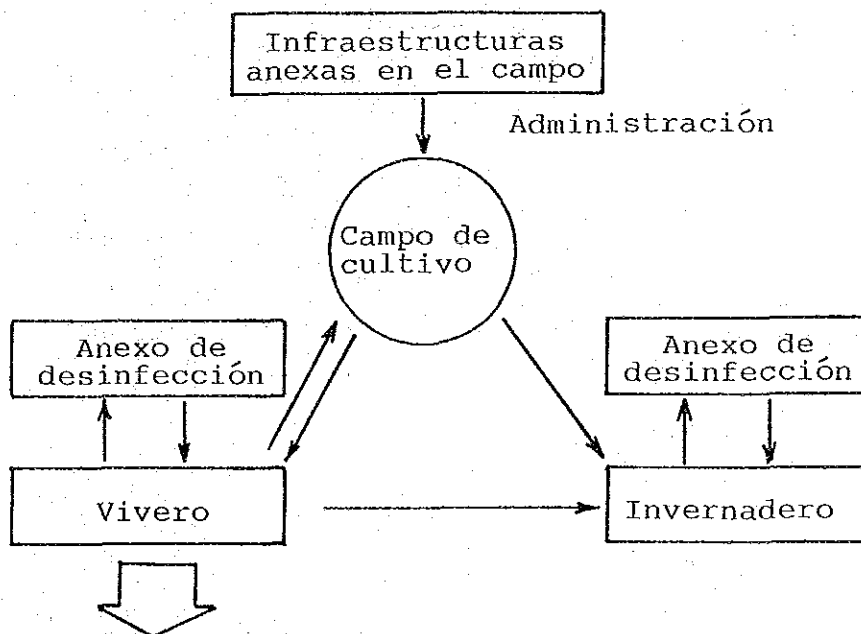 Infraestructuras
anexas en el campo
Administración
Campo de
cultivo
Anexo de
desinfección
Anexo de
desinfección
Vivero
Invernadero